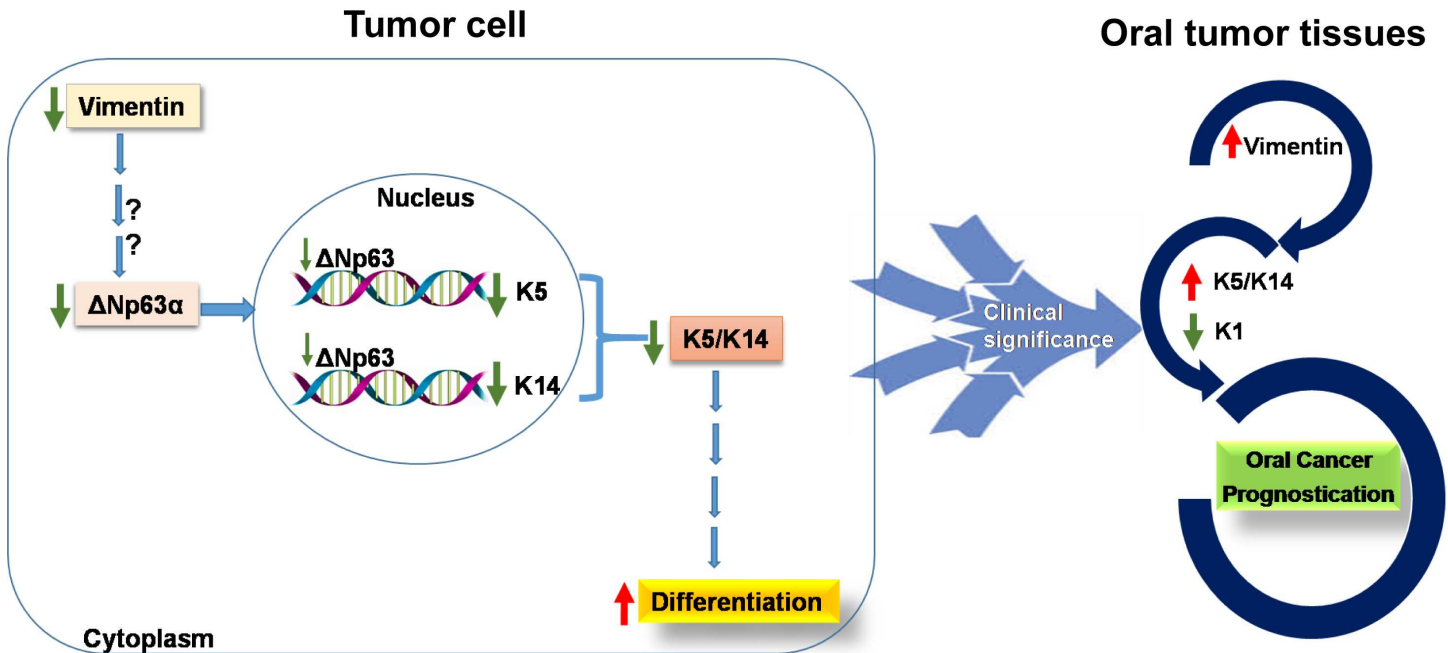 Tumor cell
Oral tumor tissues
Vimentin
?
?
ΔNp63α
Nucleus
ΔNp63
K5
ΔNp63
K14
K5/K14
Differentiation
Cytoplasm
Clinical
significance
Vimentin
K5/K14
K1
Oral Cancer
Prognostication